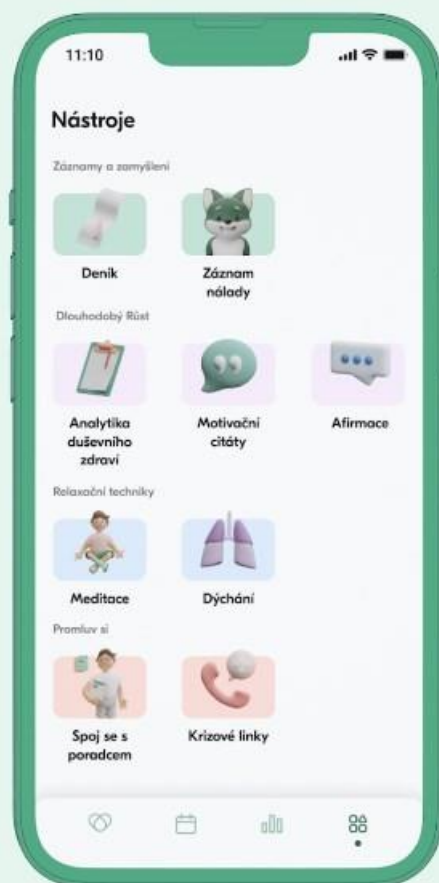 11:10
Nástroje
Záznamy a zamyšlení
Deník
Záznam
nálady
Dlouhodobý Růst
Analytika
duševního
zdraví
Motivační
citáty
Afirmace
Relaxační techniky
Meditace
Dýchání
Promluv si
Spoj se s
poradcem
Krizové linky